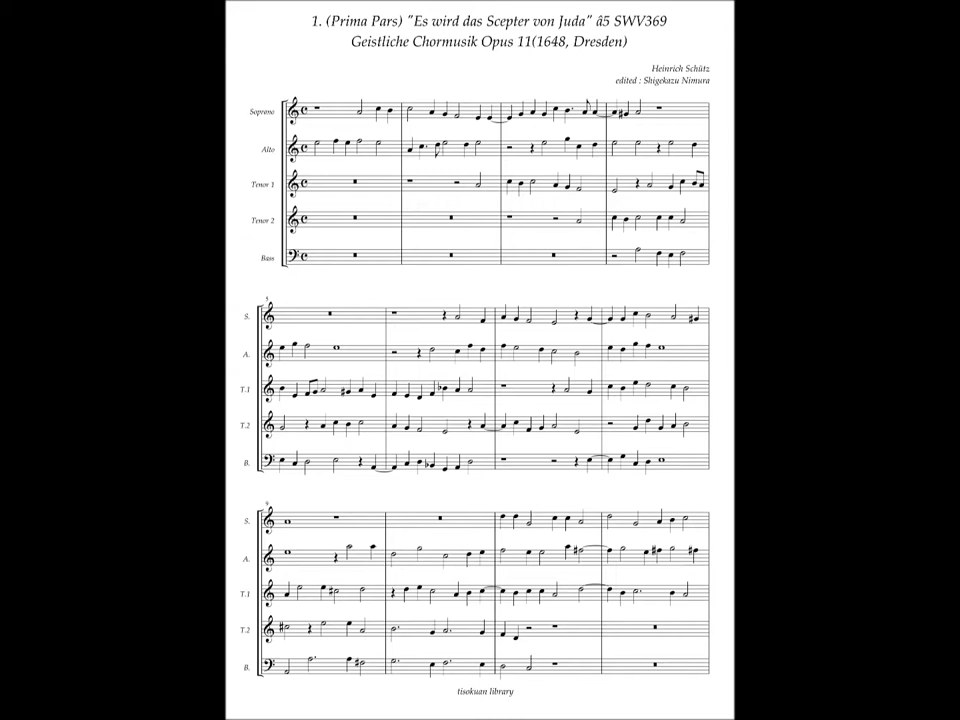 1. (Prima Pars) "Es wird das Scepter von Juda" â5 SWV369
Geistliche Chormusik Opus 11(1648, Dresden)
Heinrich Schütz
edited : Shigekazu Nimura
Soprano
Alto
Tenor 1
Tenor 2
Bass
5
S.
A.
T.1
T.2
B.
9
S.
A.
T.1
T.2
B.
tisokuan library